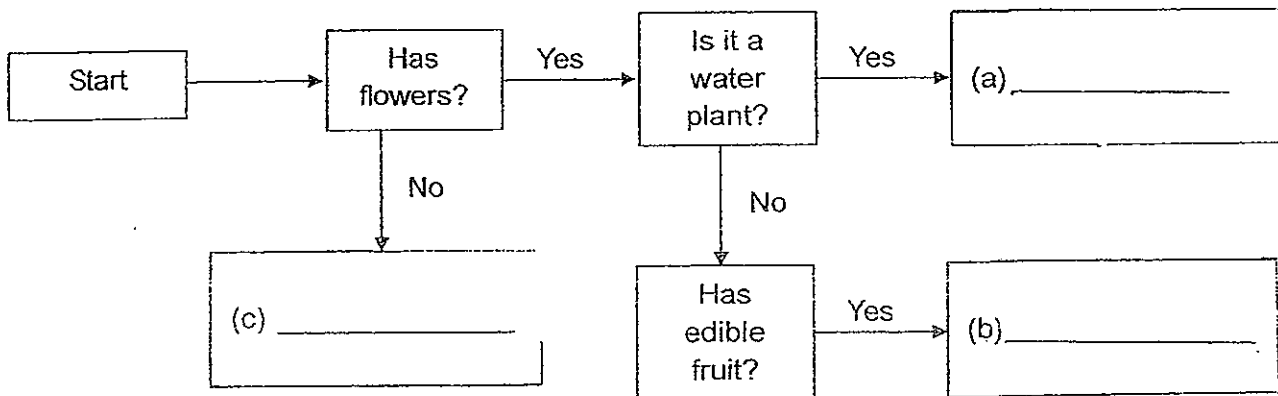 Start
Has
flowers?
Yes
Is it a
water
plant?
Yes
(a)
No
No
(c)
Has
edible
fruit?
Yes
(b)